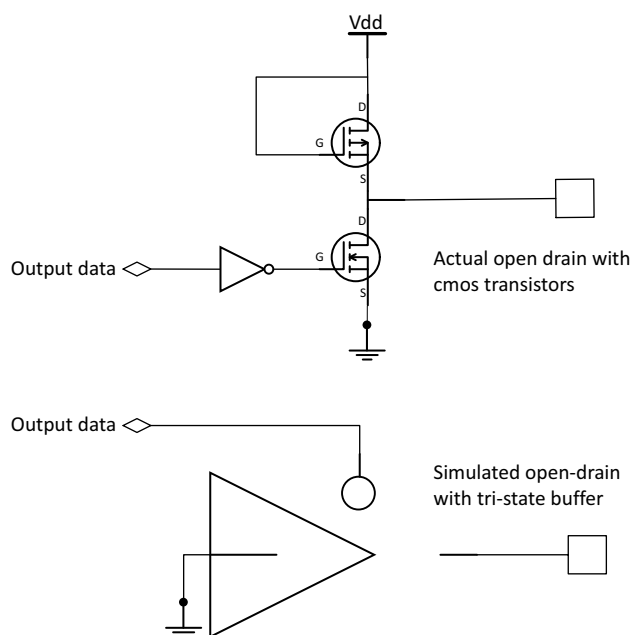 Vdd
D
G
S
D
Output data
G
Actual open drain with
cmos transistors
S
Output data
Simulated open-drain
with tri-state buffer